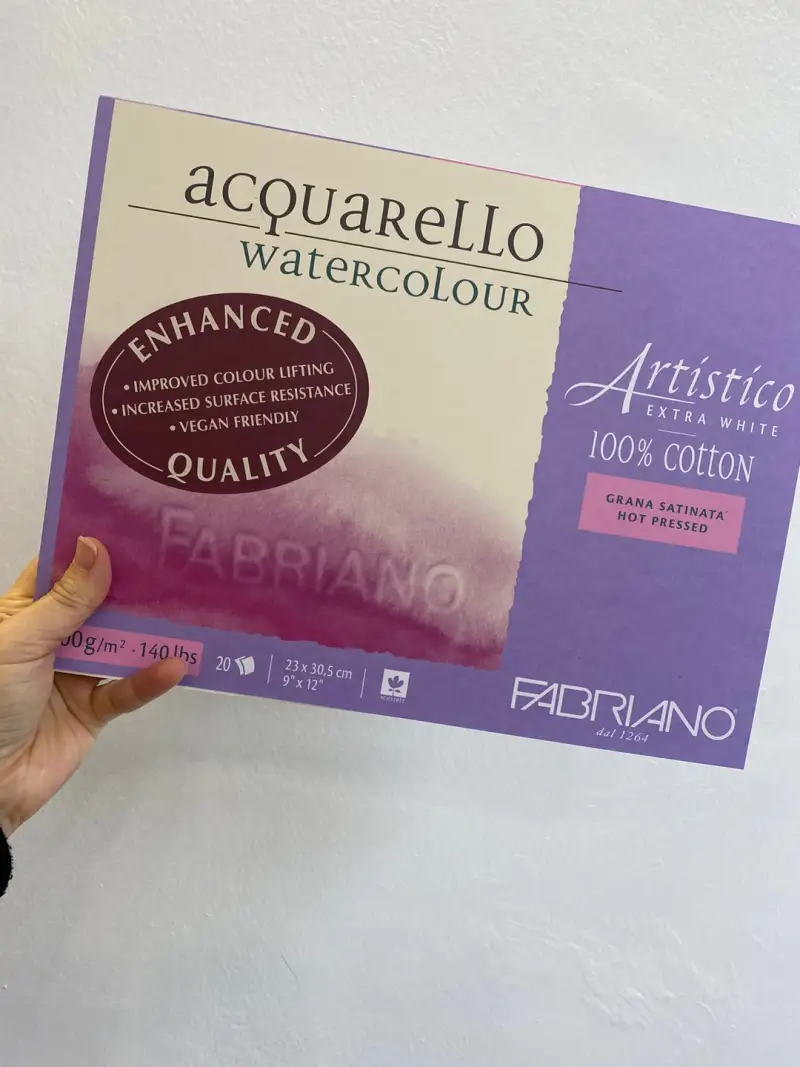 acquarello
watercolour
ENHANCED
• IMPROVED COLOUR LIFTING
• INCREASED SURFACE RESISTANCE
• VEGAN FRIENDLY
QUALITY
FABRIANO
Artistico
EXTRA WHITE
100% COTTON
GRANA SATINATA
HOT PRESSED
00g/m² · 140 lbs
20
23 x 30,5 cm
9" x 12"
FABRIANO®
dal 1264